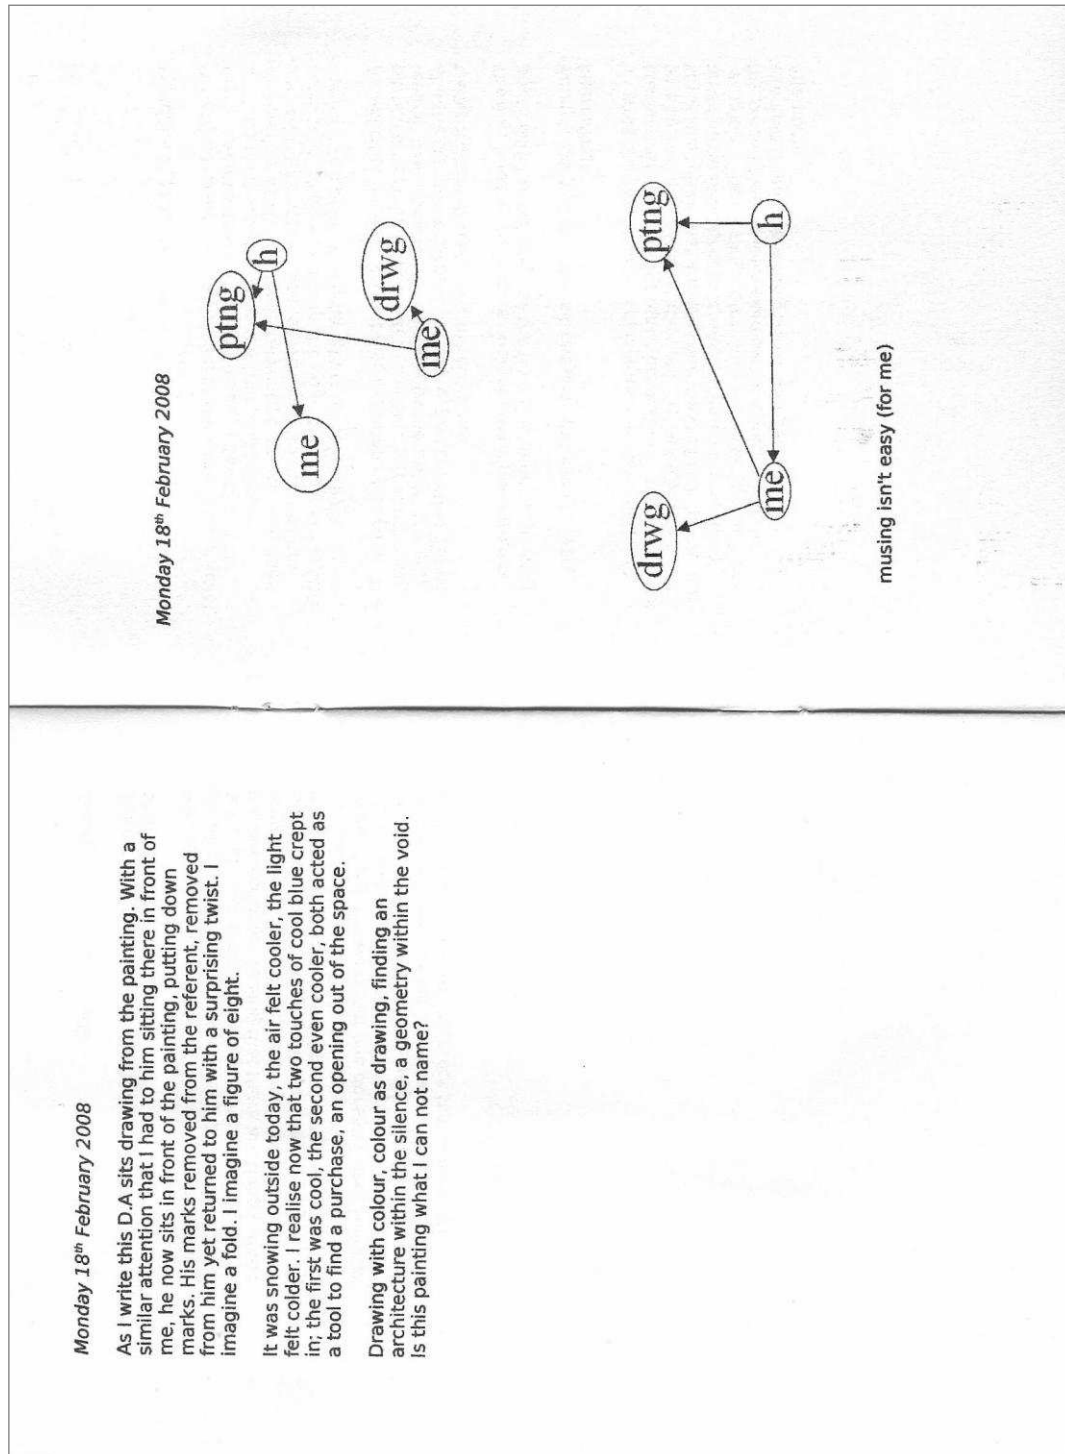 Monday 18th February 2008
As I write this D.A sits drawing from the painting. With a
similar attention that I had to him sitting there in front of
me, he now sits in front of the painting, putting down
marks. His marks removed from the referent, removed
from him yet returned to him with a surprising twist. I
imagine a fold. I imagine a figure of eight.
It was snowing outside today, the air felt cooler, the light
felt colder. I realise now that two touches of cool blue crept
in; the first was cool, the second even cooler, both acted as
a tool to find a purchase, an opening out of the space.
Drawing with colour, colour as drawing, finding an
architecture within the silence, a geometry within the void.
Is this painting what I can not name?
Monday 18th February 2008
ptng
h
me
drwg
me
drwg
ptng
me
h
musing isn't easy (for me)